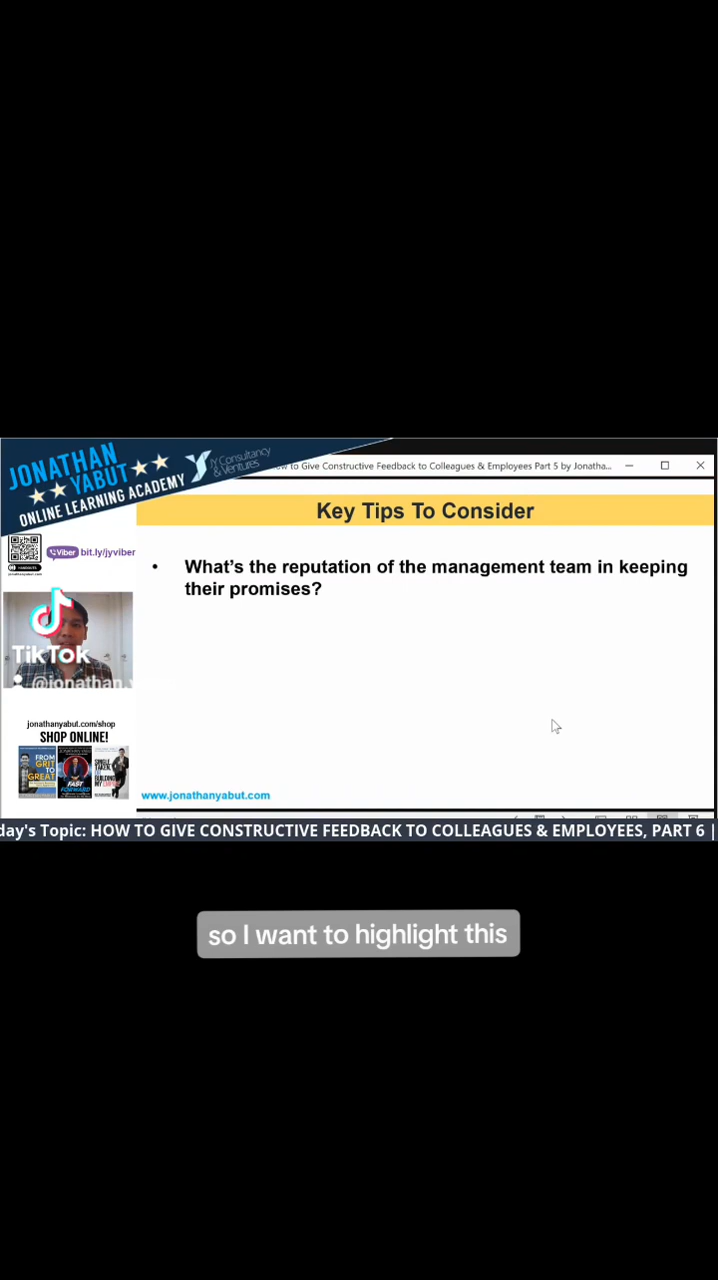 JONATHAN
YABUT
ONLINE LEARNING ACADEMY
JY Consultancy
& Ventures
to Give Constructive Feedback to Colleagues & Employees Part 5 by Jonatha...
Key Tips To Consider
Viber bit.ly/jyviber
• What's the reputation of the management team in keeping
their promises?
TikTok
@jonathan.
jonathanyabut.com/shop
SHOP ONLINE!
FROM
GRIT
TO
GREAT
FAST
FORWARD
www.jonathanyabut.com
day's Topic: HOW TO GIVE CONSTRUCTIVE FEEDBACK TO COLLEAGUES & EMPLOYEES, PART 6 |
so I want to highlight this